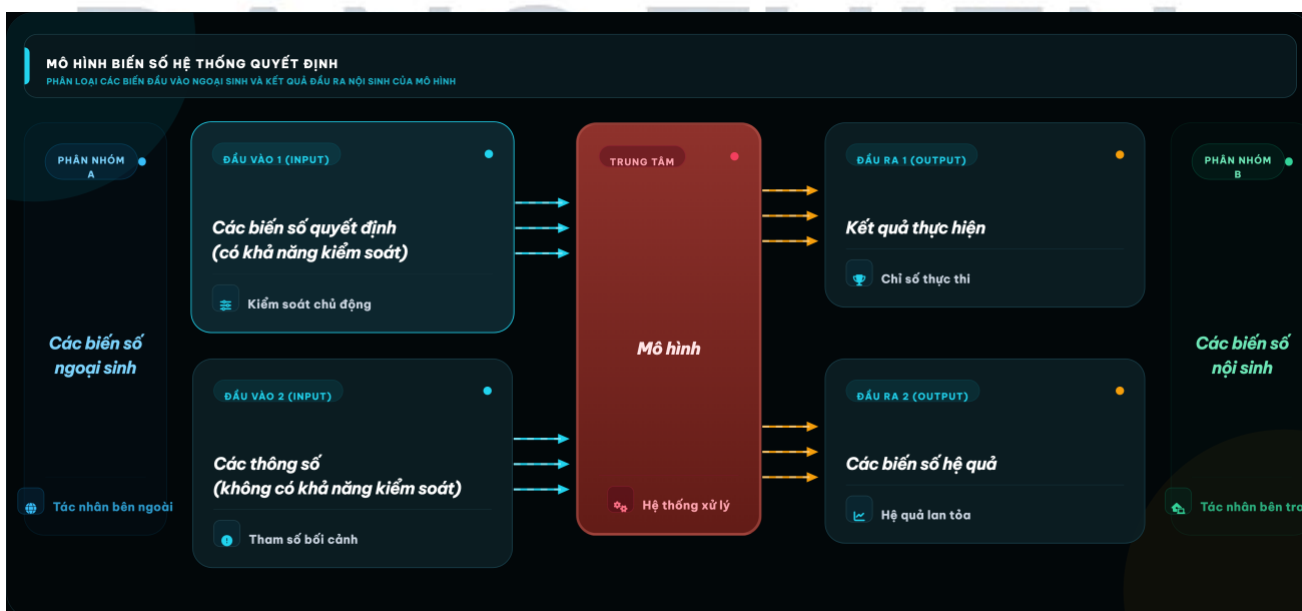 MÔ HÌNH BIẾN SỐ HỆ THỐNG QUYẾT ĐỊNH
PHÂN LOẠI CÁC BIẾN ĐẦU VÀO NGOẠI SINH VÀ KẾT QUẢ ĐẦU RA NỘI SINH CỦA MÔ HÌNH
PHÂN NHÓM
A
Các biến số
ngoại sinh
Tác nhân bên ngoài
ĐẦU VÀO 1 (INPUT)
Các biến số quyết định
(có khả năng kiểm soát)
Kiểm soát chủ động
ĐẦU VÀO 2 (INPUT)
Các thông số
(không có khả năng kiểm soát)
Tham số bối cảnh
TRUNG TÂM
Mô hình
Hệ thống xử lý
ĐẦU RA 1 (OUTPUT)
Kết quả thực hiện
Chỉ số thực thi
ĐẦU RA 2 (OUTPUT)
Các biến số hệ quả
Hệ quả lan tỏa
PHÂN NHÓM
B
Các biến số
nội sinh
Tác nhân bên